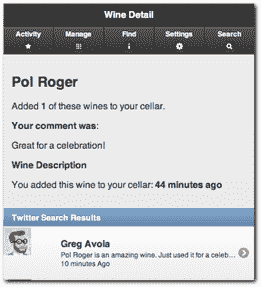 Wine Detail
Activity Manage Find Settings Search
Pol Roger
Added 1 of these wines to your cellar.
Your comment was:
Great for a celebration!
Wine Description
You added this wine to your cellar: 44 minutes ago
Twitter Search Results
Greg Avola
Pol Roger is an amazing wine. Just used it for a celeb...
10 minutes ago